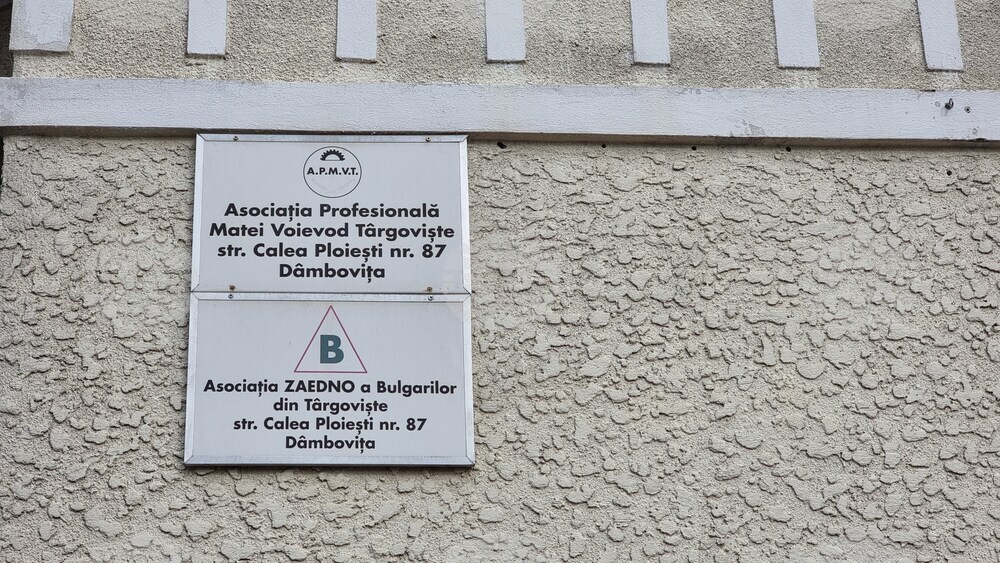 A.P.M.V.T.
Asociația Profesională
Matei Voievod Târgoviște
str. Calea Ploiești nr. 87
Dâmbovița
B
Asociația ZAEDNO a Bulgarilor
din Târgoviște
str. Calea Ploiești nr. 87
Dâmbovița